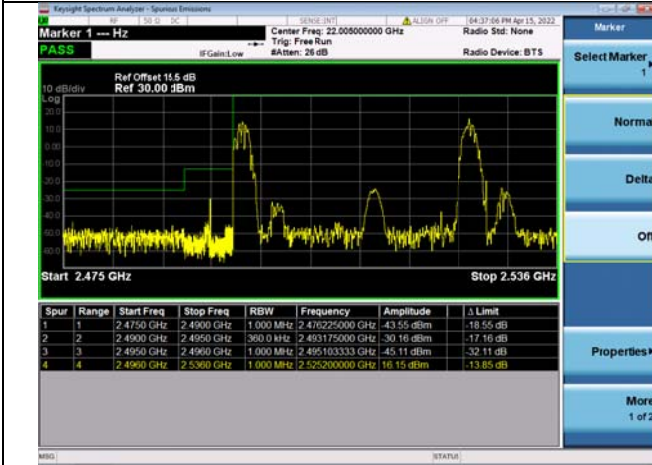 Keysight Spectrum Analyzer - Spurious Emissions
RF 50 Ω DC SENSE:INT ALIGN OFF 04:37:06 PM Apr 15, 2022
Marker 1 --- Hz Center Freq: 22.005000000 GHz Radio Std: None Marker
Trig: Free Run
PASS IFGain:Low #Atten: 26 dB Radio Device: BTS
Select Marker
1
Ref Offset 15.5 dB
10 dB/div Ref 30.00 dBm
Log
20.0
10.0
0.00
-10.0
-20.0
-30.0
-40.0
-50.0
-60.0
Normal
Delta
Off
Start 2.475 GHz Stop 2.536 GHz
Spur Range Start Freq Stop Freq RBW Frequency Amplitude Δ Limit
1 1 2.4750 GHz 2.4900 GHz 1.000 MHz 2.476225000 GHz -43.55 dBm -18.55 dB
2 2 2.4900 GHz 2.4950 GHz 360.0 kHz 2.493175000 GHz -30.16 dBm -17.16 dB
3 3 2.4950 GHz 2.4960 GHz 1.000 MHz 2.495103333 GHz -45.11 dBm -32.11 dB
4 4 2.4960 GHz 2.5360 GHz 1.000 MHz 2.525200000 GHz 16.15 dBm -13.85 dB
Properties
More
1 of 2
MSG STATUS